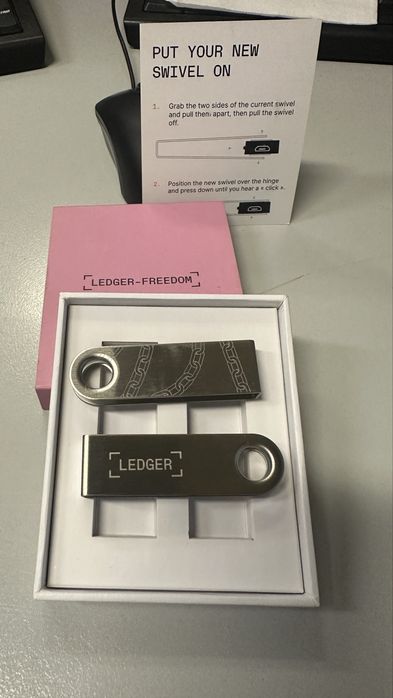 PUT YOUR NEW
SWIVEL ON
1. Grab the two sides of the current swivel
and pull them apart, then pull the swivel
off.
2. Position the new swivel over the hinge
and press down until you hear a « click ».
LEDGER-FREEDOM
LEDGER